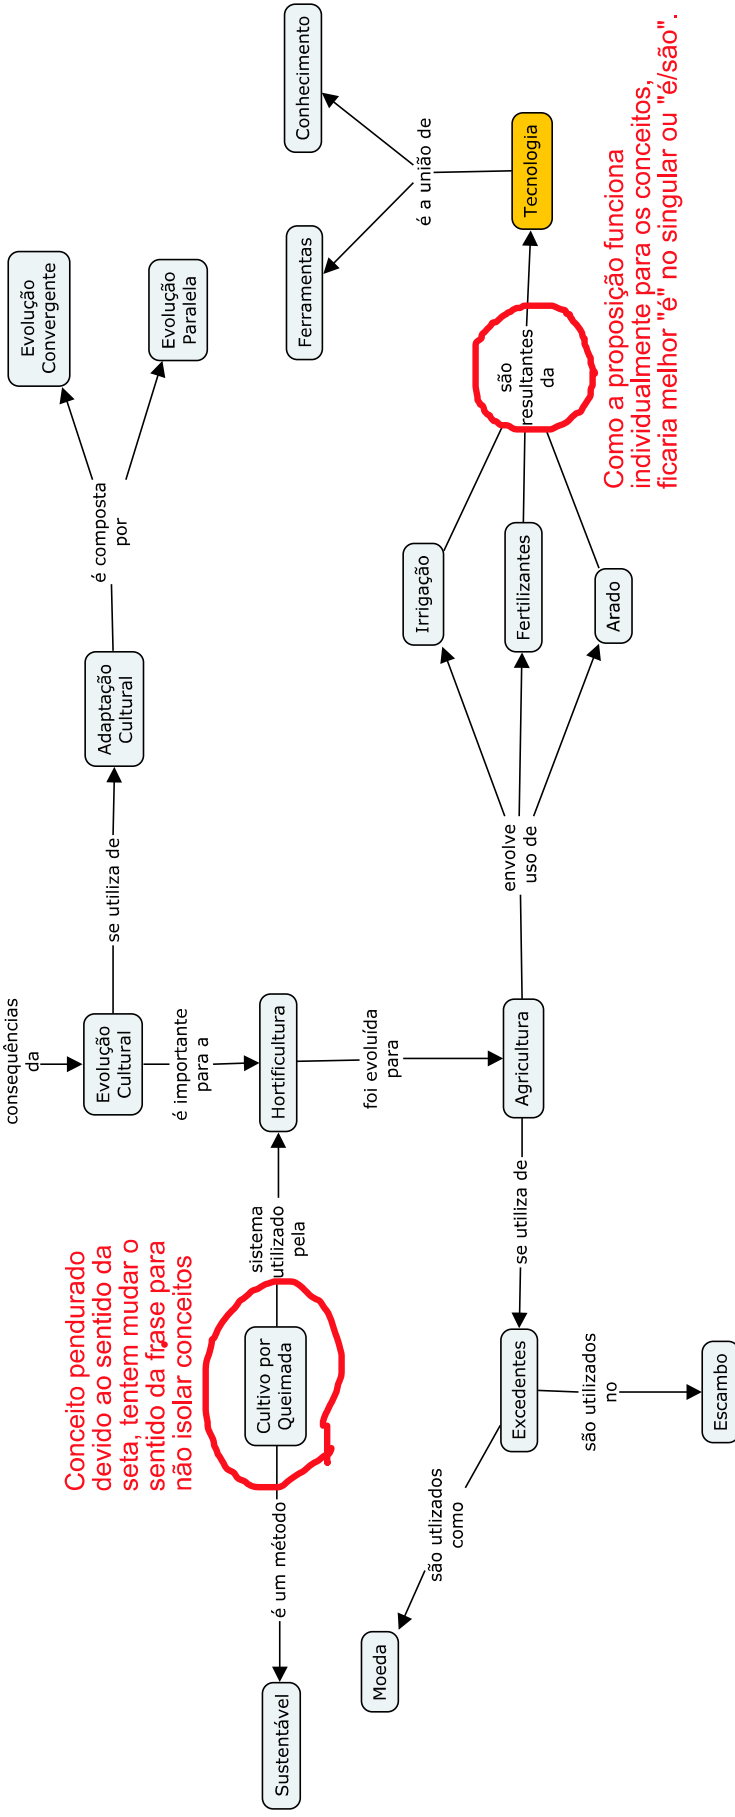 consequências
da
Evolução
Convergente
Conceito pendurado
devido ao sentido da
seta, tentem mudar o
sentido da frase para
não isolar conceitos
Evolução
Cultural
se utiliza de
Adaptação
Cultural
é composta
por
Evolução
Paralela
é importante
para a
Sustentável
é um método
Cultivo por
Queimada
sistema
utilizado
pela
Hortificultura
Conhecimento
Ferramentas
foi evoluída
para
é a união de
Moeda
são utlizados
como
Excedentes
se utiliza de
Agricultura
envolve
uso de
Irrigação
Fertilizantes
Arado
são
resultantes
da
Tecnologia
são utilizados
no
Escambo
Como a proposição funciona
individualmente para os conceitos,
ficaria melhor "é" no singular ou "é/são".